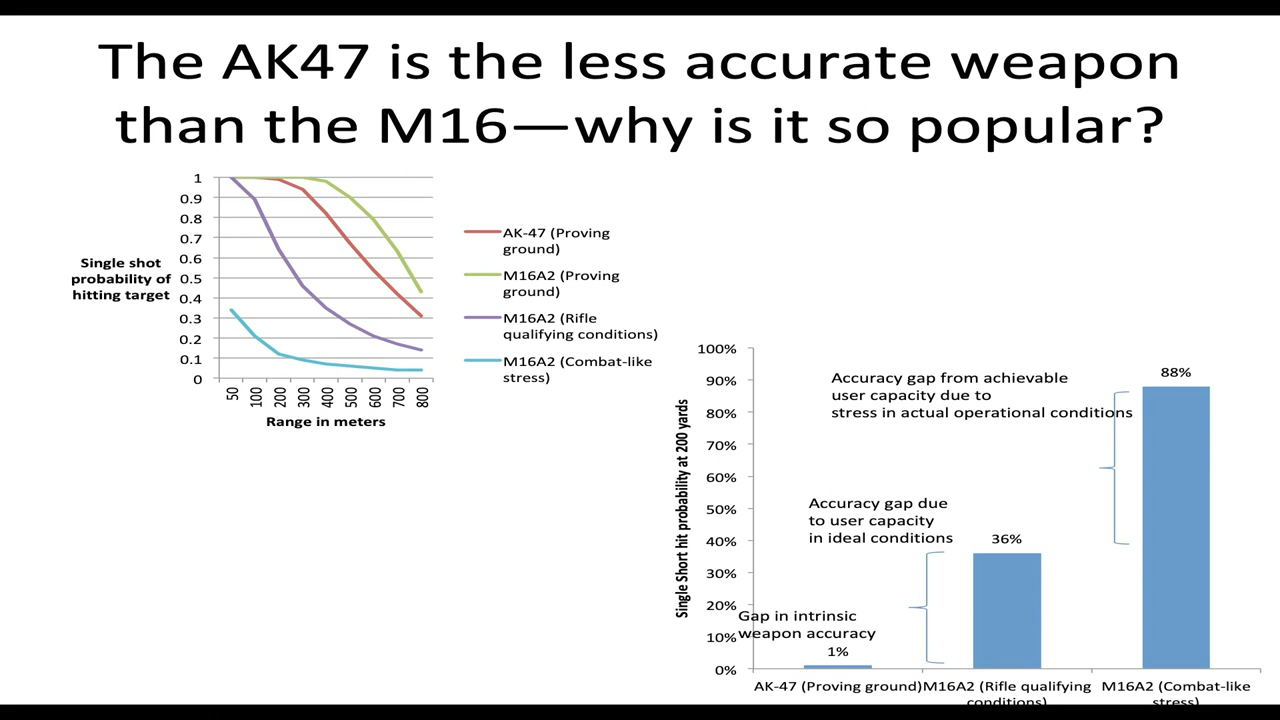 The AK47 is the less accurate weapon
than the M16—why is it so popular?
1
0.9
0.8
0.7
0.6
0.5
0.4
0.3
0.2
0.1
0
Single shot
probability of
hitting target
50
100
200
300
400
500
600
700
800
Range in meters
AK-47 (Proving
ground)
M16A2 (Proving
ground)
M16A2 (Rifle
qualifying conditions)
M16A2 (Combat-like
stress)
100%
90%
80%
70%
60%
50%
40%
30%
20%
10%
0%
Single Short hit probability at 200 yards
Accuracy gap from achievable
user capacity due to
stress in actual operational conditions
88%
Accuracy gap due
to user capacity
in ideal conditions
36%
Gap in intrinsic
weapon accuracy
1%
AK-47 (Proving ground)
M16A2 (Rifle qualifying
conditions)
M16A2 (Combat-like
stress)